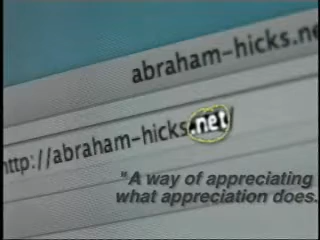 abraham-hicks.ne
http://abraham-hicks.net/
"A way of appreciating
what appreciation does.